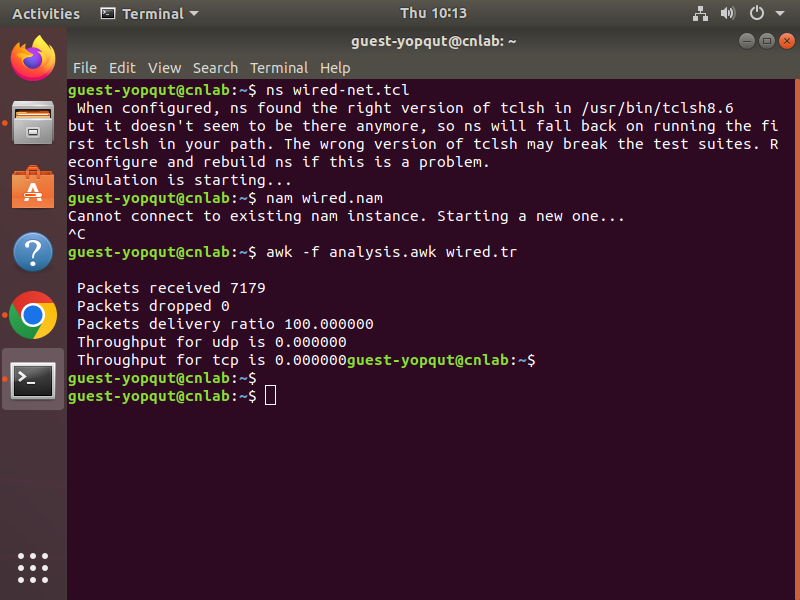 Activities Terminal Thu 10:13
guest-yopqut@cnlab: ~
File Edit View Search Terminal Help
guest-yopqut@cnlab:~$ ns wired-net.tcl
 When configured, ns found the right version of tclsh in /usr/bin/tclsh8.6
but it doesn't seem to be there anymore, so ns will fall back on running the fi
rst tclsh in your path. The wrong version of tclsh may break the test suites. R
econfigure and rebuild ns if this is a problem.
Simulation is starting...
guest-yopqut@cnlab:~$ nam wired.nam
Cannot connect to existing nam instance. Starting a new one...
^C
guest-yopqut@cnlab:~$ awk -f analysis.awk wired.tr
 Packets received 7179
 Packets dropped 0
 Packets delivery ratio 100.000000
 Throughput for udp is 0.000000
 Throughput for tcp is 0.000000guest-yopqut@cnlab:~$
guest-yopqut@cnlab:~$
guest-yopqut@cnlab:~$